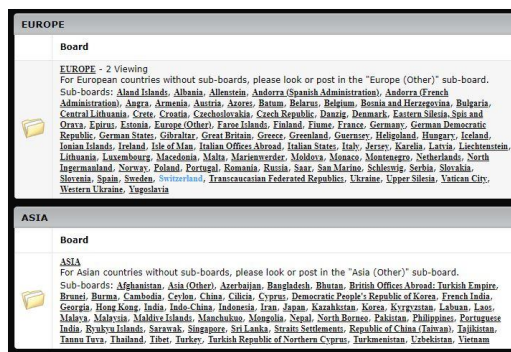 EUROPE
Board
EUROPE - 2 Viewing
For European countries without sub-boards, please look or post in the "Europe (Other)" sub-board.
Sub-boards: Aland Islands, Albania, Allenstein, Andorra (Spanish Administration), Andorra (French
Administration), Angra, Armenia, Austria, Azores, Batum, Belarus, Belgium, Bosnia and Herzegovina, Bulgaria,
Central Lithuania, Crete, Croatia, Czechoslovakia, Czech Republic, Danzig, Denmark, Eastern Silesia, Spis and
Orava, Epirus, Estonia, Europe (Other), Faroe Islands, Finland, Fiume, France, Germany, German Democratic
Republic, German States, Gibraltar, Great Britain, Greece, Greenland, Guernsey, Heligoland, Hungary, Iceland,
Ionian Islands, Ireland, Isle of Man, Italian Offices Abroad, Italian States, Italy, Jersey, Karelia, Latvia, Liechtenstein,
Lithuania, Luxembourg, Macedonia, Malta, Marienwerder, Moldova, Monaco, Montenegro, Netherlands, North
Ingermanland, Norway, Poland, Portugal, Romania, Russia, Saar, San Marino, Schleswig, Serbia, Slovakia,
Slovenia, Spain, Sweden, Switzerland, Transcaucasian Federated Republics, Ukraine, Upper Silesia, Vatican City,
Western Ukraine, Yugoslavia
ASIA
Board
ASIA
For Asian countries without sub-boards, please look or post in the "Asia (Other)" sub-board.
Sub-boards: Afghanistan, Asia (Other), Azerbaijan, Bangladesh, Bhutan, British Offices Abroad: Turkish Empire,
Brunei, Burma, Cambodia, Ceylon, China, Cilicia, Cyprus, Democratic People's Republic of Korea, French India,
Georgia, Hong Kong, India, Indo-China, Indonesia, Iran, Japan, Kazahkstan, Korea, Kyrgyzstan, Labuan, Laos,
Malaya, Malaysia, Maldive Islands, Manchukuo, Mongolia, Nepal, North Borneo, Pakistan, Philippines, Portuguese
India, Ryukyu Islands, Sarawak, Singapore, Sri Lanka, Straits Settlements, Republic of China (Taiwan), Tajikistan,
Tannu Tuva, Thailand, Tibet, Turkey, Turkish Republic of Northern Cyprus, Turkmenistan, Uzbekistan, Vietnam